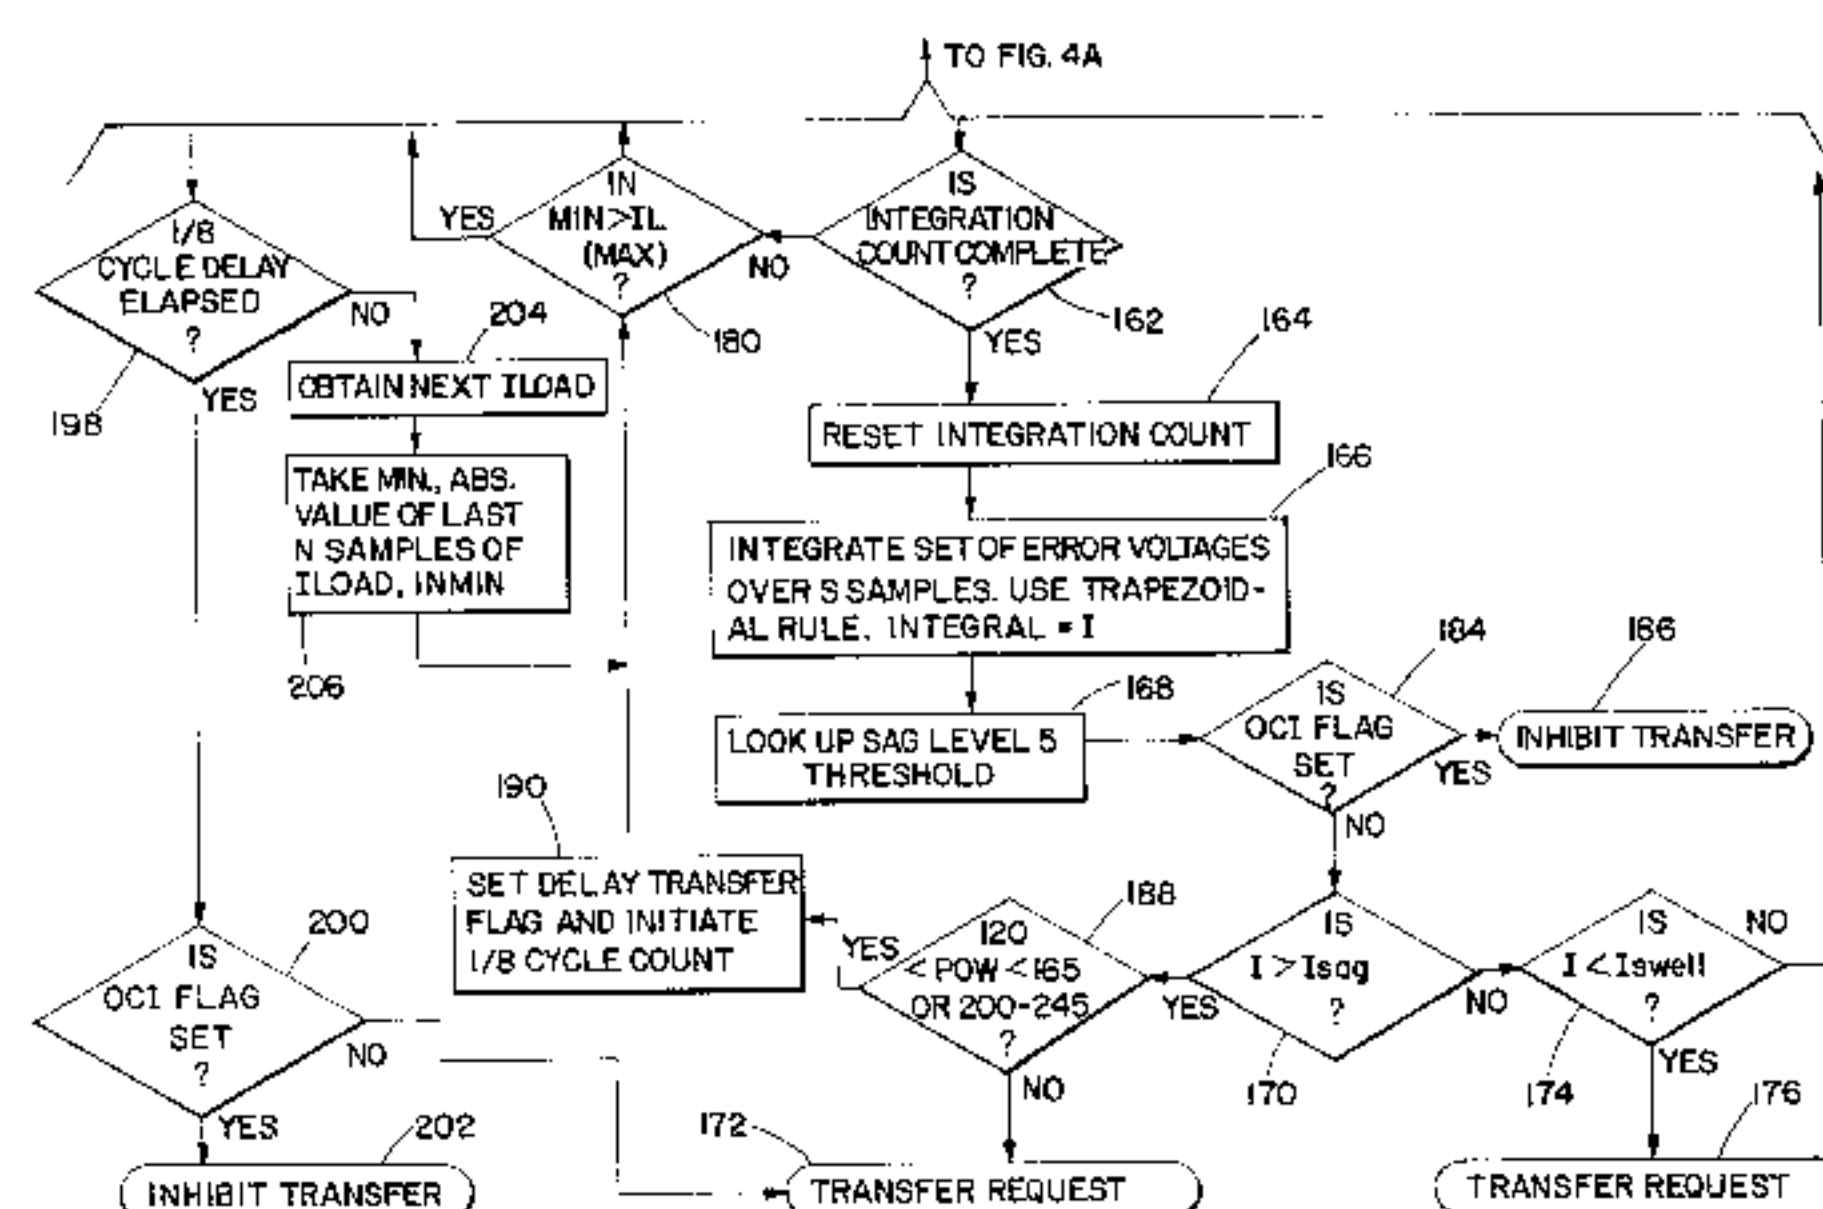 TO FIG. 4A
1/8
CYCLE DELAY
ELAPSED
?
NO
YES
198
IN
MIN>IL
(MAX)
?
YES
NO
180
IS
INTEGRATION
COUNT COMPLETE
?
162
YES
204
OBTAIN NEXT ILOAD
164
RESET INTEGRATION COUNT
TAKE MIN., ABS.
VALUE OF LAST
N SAMPLES OF
ILOAD, INMIN
206
166
INTEGRATE SET OF ERROR VOLTAGES
OVER S SAMPLES. USE TRAPEZOID-
AL RULE. INTEGRAL = I
168
LOOK UP SAG LEVEL 5
THRESHOLD
184
IS
OCI FLAG
SET
?
YES
NO
186
INHIBIT TRANSFER
190
SET DELAY TRANSFER
FLAG AND INITIATE
1/8 CYCLE COUNT
188
120
< POW <165
OR 200-245
?
YES
NO
IS
I >Isag
?
YES
NO
170
IS
I <Iswell
?
NO
YES
174
200
IS
OCI FLAG
SET
?
NO
YES
202
INHIBIT TRANSFER
172
TRANSFER REQUEST
176
TRANSFER REQUEST